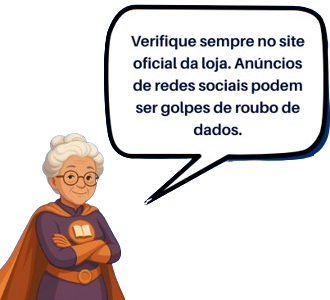 Verifique sempre no site
oficial da loja. Anúncios
de redes sociais podem
ser golpes de roubo de
dados.